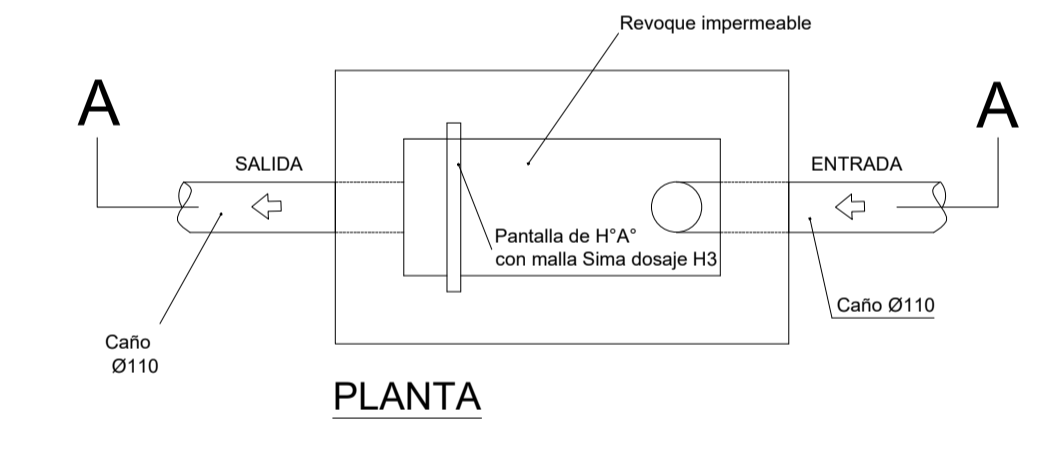 Revoque impermeable
A
A
SALIDA
ENTRADA
Pantalla de H°A°
con malla Sima dosaje H3
Caño Ø110
Caño
Ø110
PLANTA